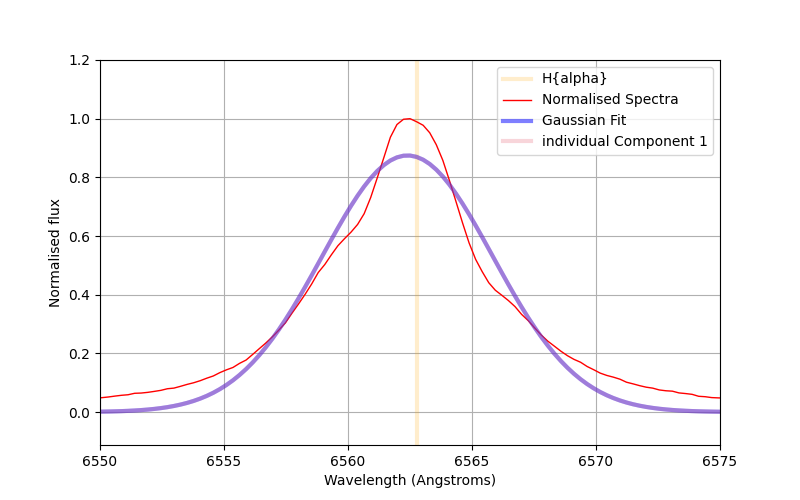 1.2
1.0
0.8
0.6
0.4
0.2
0.0
Normalised flux
H{alpha}
Normalised Spectra
Gaussian Fit
individual Component 1
6550 6555 6560 6565 6570 6575
Wavelength (Angstroms)